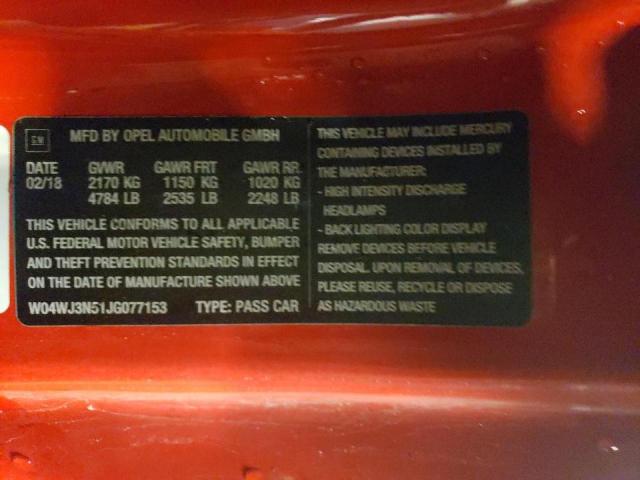 GM
MFD BY OPEL AUTOMOBILE GMBH
DATE GVWR GAWR FRT GAWR RR
02/18 2170 KG 1150 KG 1020 KG
4784 LB 2535 LB 2248 LB
THIS VEHICLE CONFORMS TO ALL APPLICABLE
U.S. FEDERAL MOTOR VEHICLE SAFETY, BUMPER
AND THEFT PREVENTION STANDARDS IN EFFECT
ON THE DATE OF MANUFACTURE SHOWN ABOVE
W04WJ3N51JG077153 TYPE: PASS CAR
THIS VEHICLE MAY INCLUDE MERCURY
CONTAINING DEVICES INSTALLED BY
THE MANUFACTURER:
- HIGH INTENSITY DISCHARGE
HEADLAMPS
- BACK LIGHTING COLOR DISPLAY
REMOVE DEVICES BEFORE VEHICLE
DISPOSAL. UPON REMOVAL OF DEVICES,
PLEASE REUSE, RECYCLE OR DISPOSE
AS HAZARDOUS WASTE